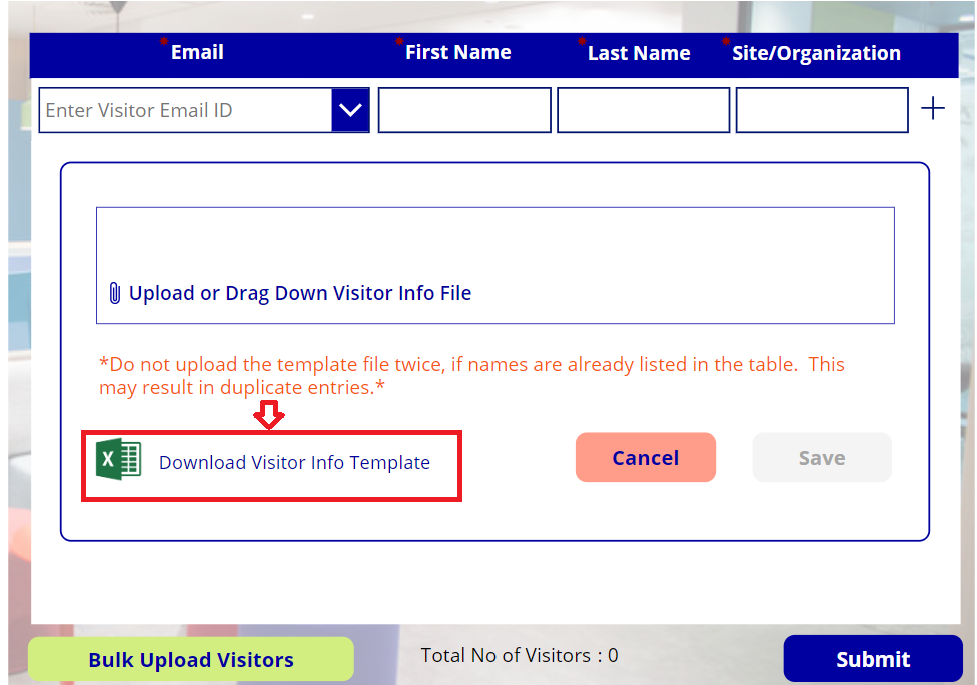 * Email * First Name * Last Name * Site/Organization
Enter Visitor Email ID
Upload or Drag Down Visitor Info File
*Do not upload the template file twice, if names are already listed in the table. This
may result in duplicate entries.*
X Download Visitor Info Template
Cancel Save
Bulk Upload Visitors Total No of Visitors : 0 Submit